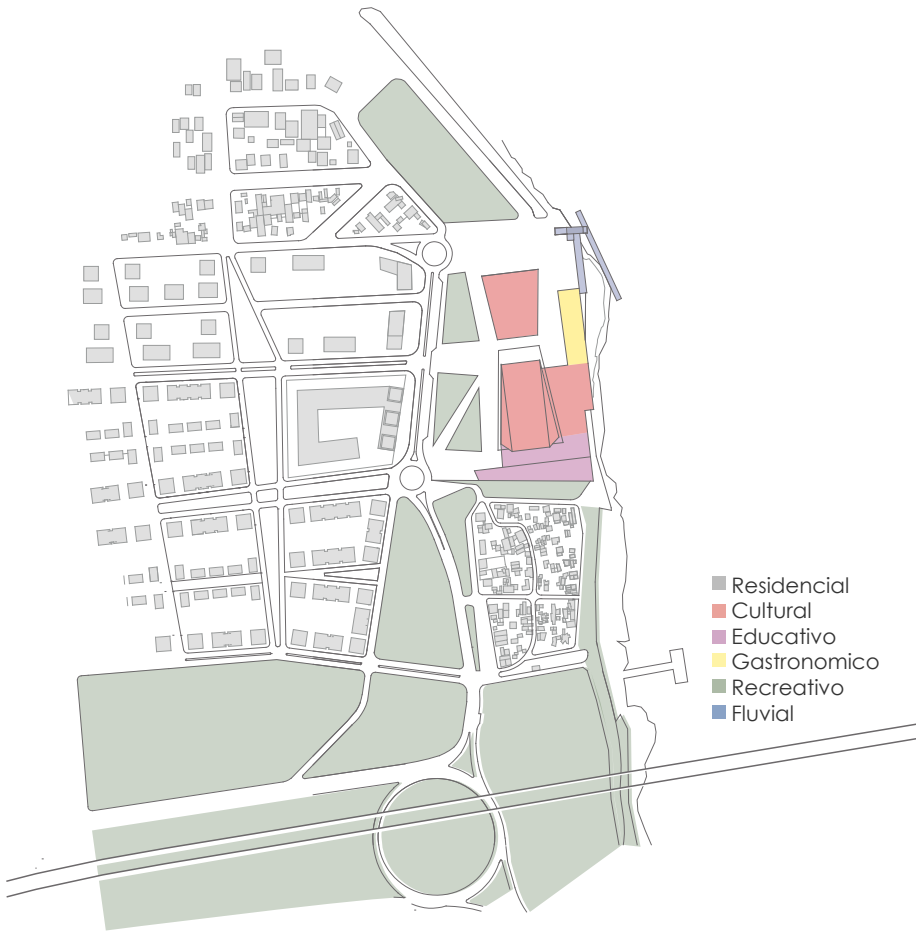 Residencial
Cultural
Educativo
Gastronomico
Recreativo
Fluvial